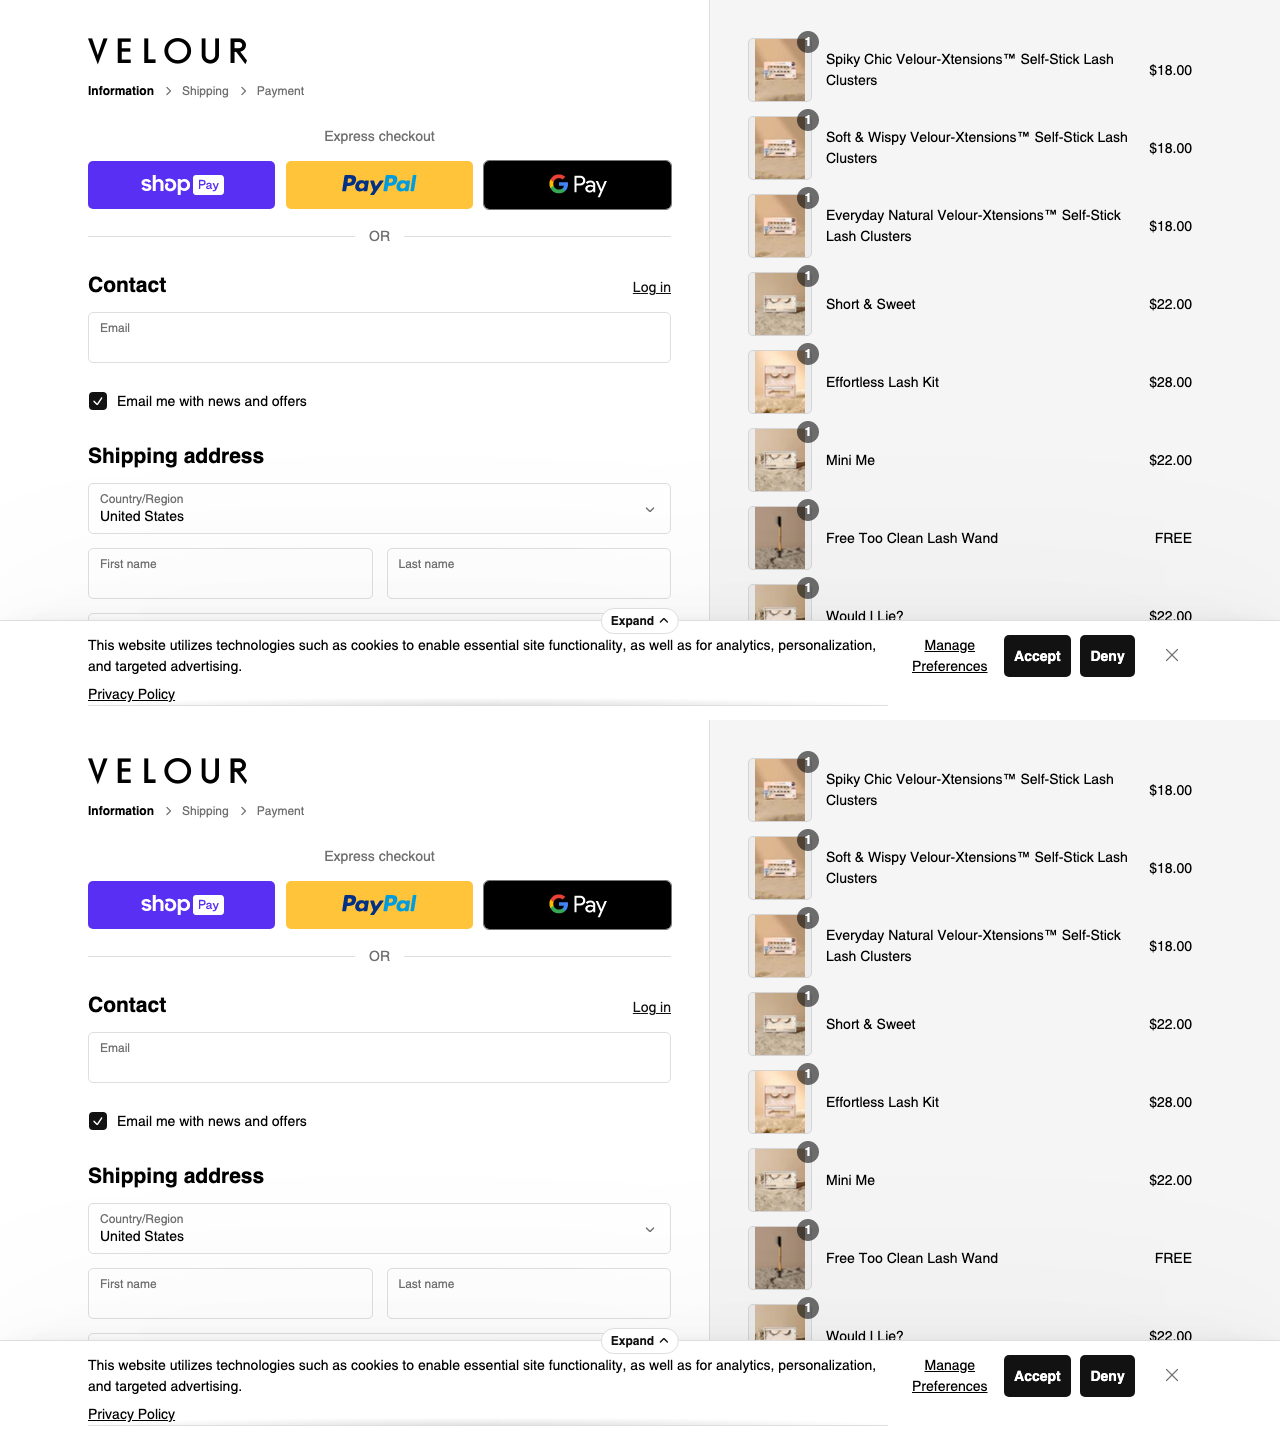 VELOUR
Information > Shipping > Payment
Express checkout
shop Pay
PayPal
G Pay
OR
Contact
Log in
Email
Email me with news and offers
Shipping address
Country/Region
United States
First name
Last name
1
Spiky Chic Velour-Xtensions™ Self-Stick Lash
Clusters
$18.00
1
Soft & Wispy Velour-Xtensions™ Self-Stick Lash
Clusters
$18.00
1
Everyday Natural Velour-Xtensions™ Self-Stick
Lash Clusters
$18.00
1
Short & Sweet
$22.00
1
Effortless Lash Kit
$28.00
1
Mini Me
$22.00
1
Free Too Clean Lash Wand
FREE
1
Would I Lie?
$22.00
Expand
This website utilizes technologies such as cookies to enable essential site functionality, as well as for analytics, personalization,
and targeted advertising.
Privacy Policy
Manage
Preferences
Accept
Deny
VELOUR
Information > Shipping > Payment
Express checkout
shop Pay
PayPal
G Pay
OR
Contact
Log in
Email
Email me with news and offers
Shipping address
Country/Region
United States
First name
Last name
1
Spiky Chic Velour-Xtensions™ Self-Stick Lash
Clusters
$18.00
1
Soft & Wispy Velour-Xtensions™ Self-Stick Lash
Clusters
$18.00
1
Everyday Natural Velour-Xtensions™ Self-Stick
Lash Clusters
$18.00
1
Short & Sweet
$22.00
1
Effortless Lash Kit
$28.00
1
Mini Me
$22.00
1
Free Too Clean Lash Wand
FREE
1
Would I Lie?
$22.00
Expand
This website utilizes technologies such as cookies to enable essential site functionality, as well as for analytics, personalization,
and targeted advertising.
Privacy Policy
Manage
Preferences
Accept
Deny